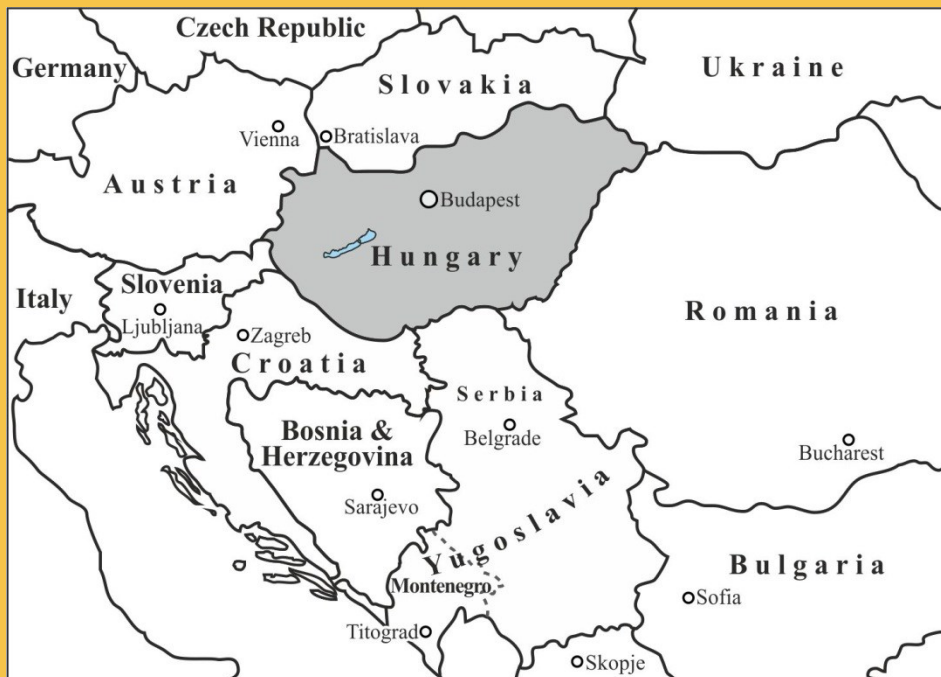 Czech Republic
Germany
Slovakia
Ukraine
Vienna
Bratislava
Austria
Budapest
Hungary
Slovenia
Italy
Ljubljana
Zagreb
Romania
Croatia
Serbia
Bosnia &
Herzegovina
Belgrade
Bucharest
Sarajevo
Yugoslavia
Montenegro
Bulgaria
Sofia
Titograd
Skopje